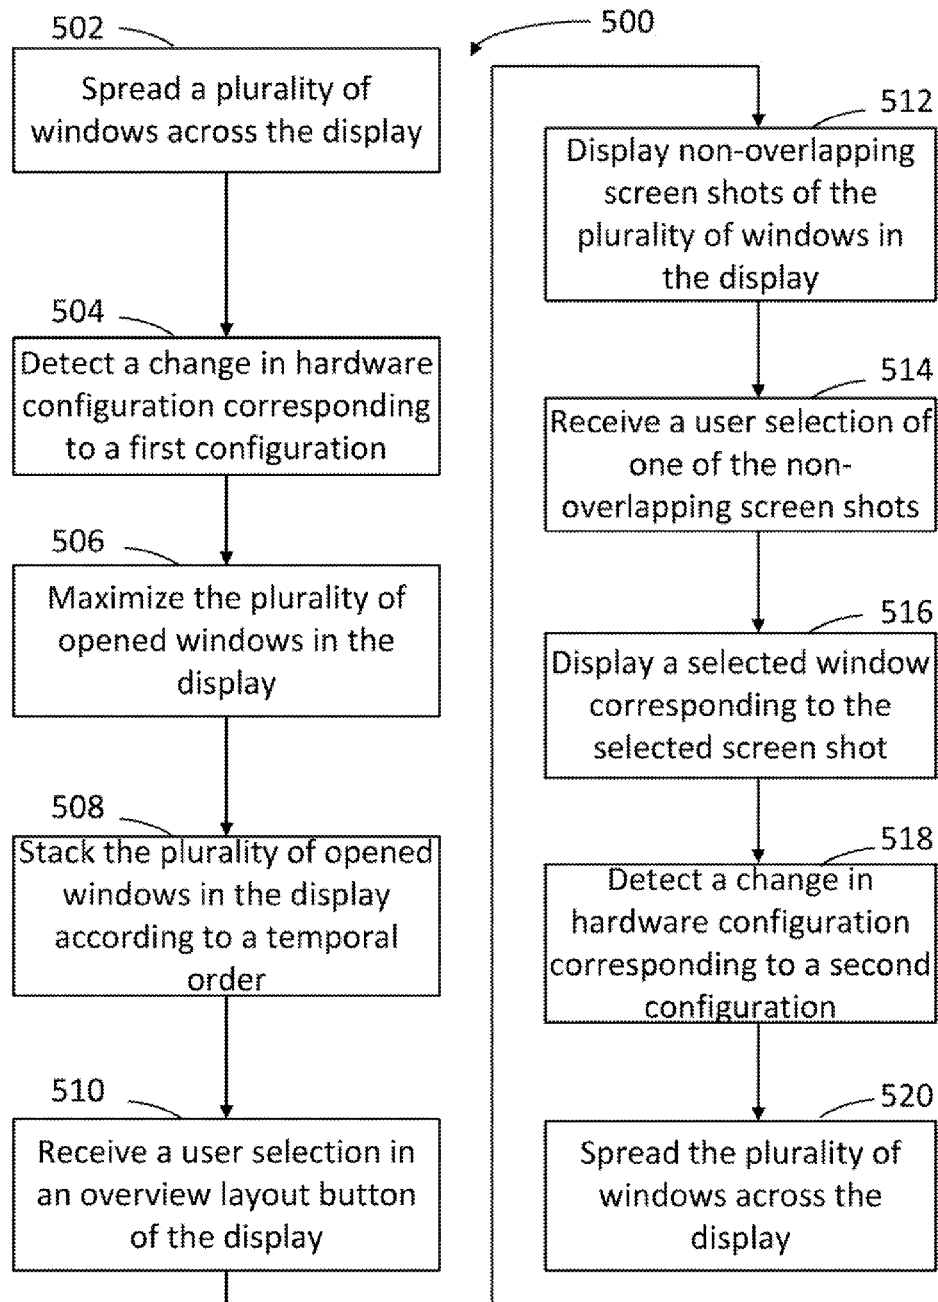 500
502
Spread a plurality of
windows across the display
504
Detect a change in hardware
configuration corresponding
to a first configuration
506
Maximize the plurality of
opened windows in the
display
508
Stack the plurality of opened
windows in the display
according to a temporal
order
510
Receive a user selection in
an overview layout button
of the display
512
Display non-overlapping
screen shots of the
plurality of windows in
the display
514
Receive a user selection of
one of the non-
overlapping screen shots
516
Display a selected window
corresponding to the
selected screen shot
518
Detect a change in
hardware configuration
corresponding to a second
configuration
520
Spread the plurality of
windows across the
display